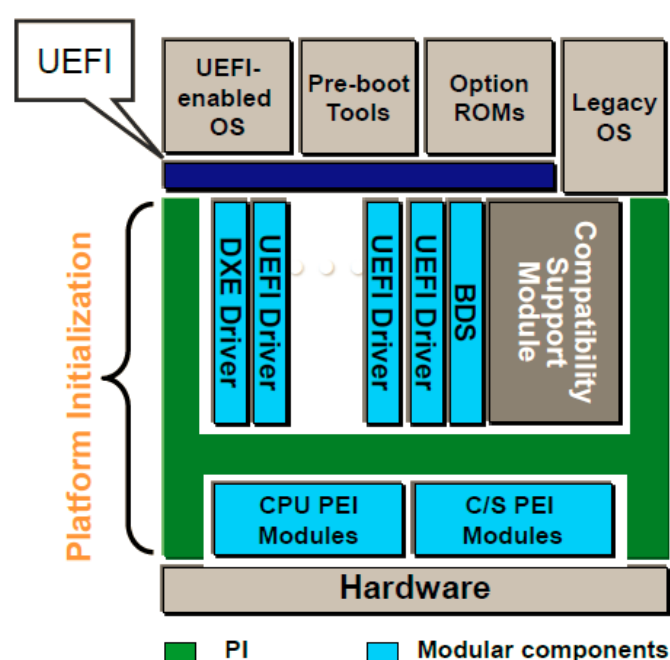 UEFI
UEFI-
enabled
OS
Pre-boot
Tools
Option
ROMs
Legacy
OS
Platform Initialization
DXE Driver
UEFI Driver
UEFI Driver
UEFI Driver
BDS
Compatibility
Support
Module
CPU PEI
Modules
C/S PEI
Modules
Hardware
PI
Modular components